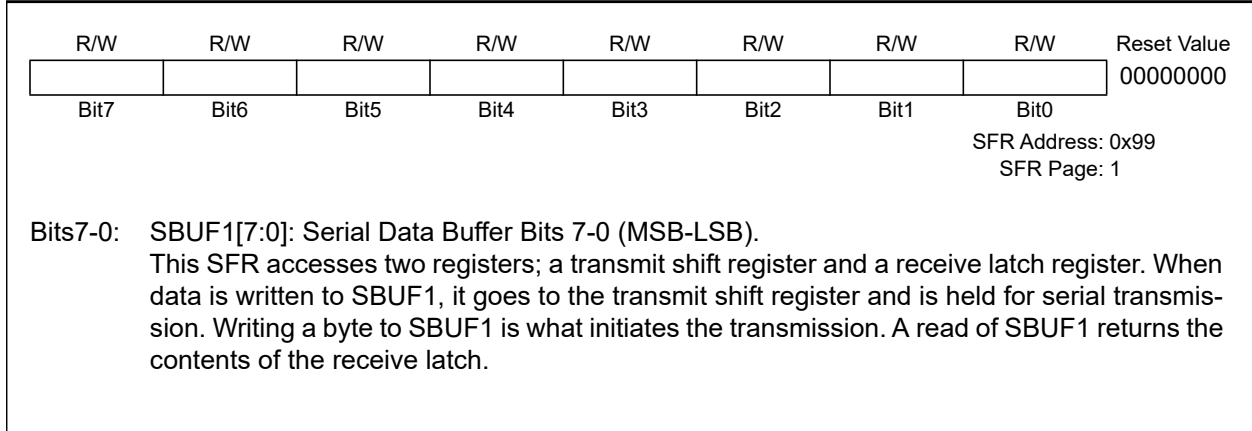 R/W R/W R/W R/W R/W R/W R/W R/W Reset Value
00000000
Bit7 Bit6 Bit5 Bit4 Bit3 Bit2 Bit1 Bit0
SFR Address: 0x99
SFR Page: 1
Bits7-0: SBUF1[7:0]: Serial Data Buffer Bits 7-0 (MSB-LSB).
This SFR accesses two registers; a transmit shift register and a receive latch register. When
data is written to SBUF1, it goes to the transmit shift register and is held for serial transmis-
sion. Writing a byte to SBUF1 is what initiates the transmission. A read of SBUF1 returns the
contents of the receive latch.